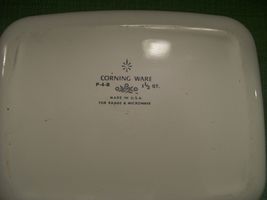 CORNING WARE
P-4-B 1½ QT.
MADE IN U.S.A.
FOR RANGE & MICROWAVE